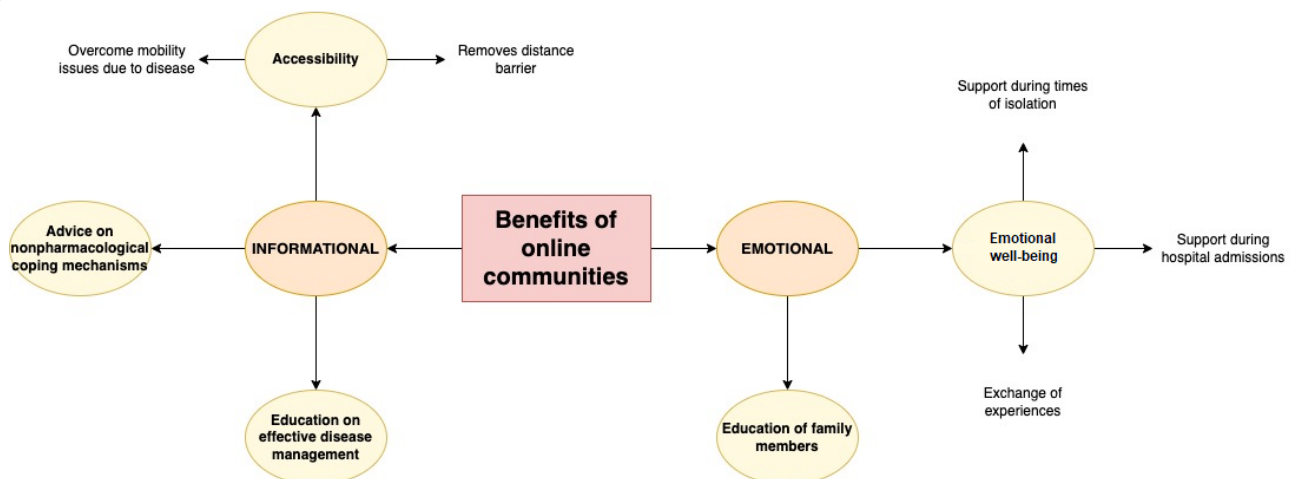 Accessibility
Overcome mobility
issues due to disease
Removes distance
barrier
Advice on
nonpharmacological
coping mechanisms
INFORMATIONAL
Education on
effective disease
management
Benefits of
online
communities
EMOTIONAL
Education of family
members
Emotional
well-being
Support during times
of isolation
Support during
hospital admissions
Exchange of
experiences